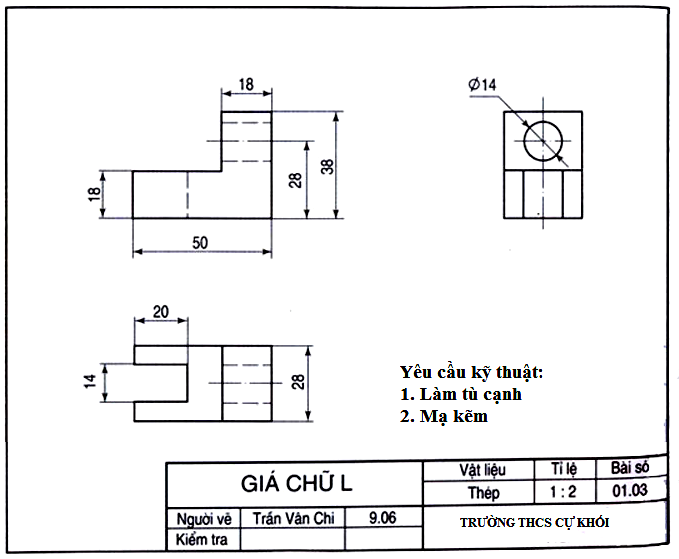 18
Ø14
18
28
38
50
20
14
28
Yêu cầu kỹ thuật:
1. Làm tù cạnh
2. Mạ kẽm
GIÁ CHỮ L
Vật liệu
Tỉ lệ
Bài số
Thép
1 : 2
01.03
Người vẽ
Trần Văn Chi
9.06
TRƯỜNG THCS CỰ KHỐI
Kiểm tra